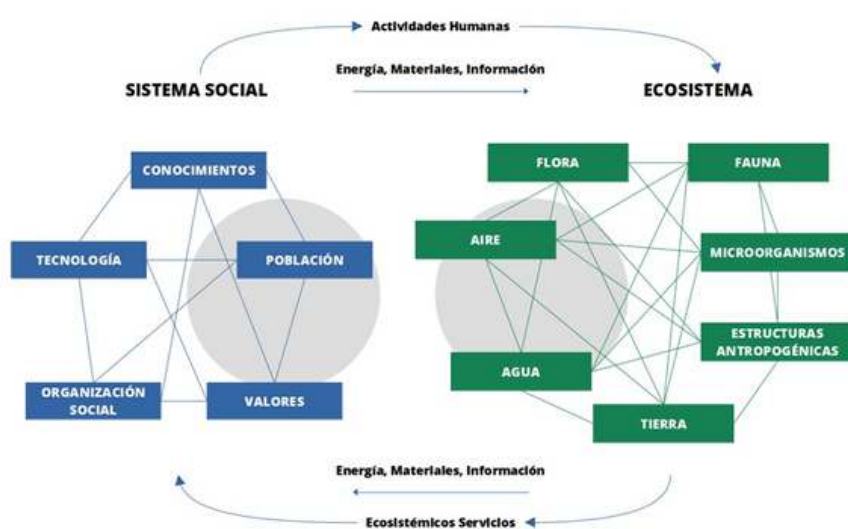 Actividades Humanas
Energía, Materiales, Información
SISTEMA SOCIAL
ECOSISTEMA
CONOCIMIENTOS
TECNOLOGÍA
POBLACIÓN
ORGANIZACIÓN
SOCIAL
VALORES
FLORA
FAUNA
AIRE
MICROORGANISMOS
ESTRUCTURAS
ANTROPOGÉNICAS
AGUA
TIERRA
Energía, Materiales, Información
Ecosistémicos Servicios